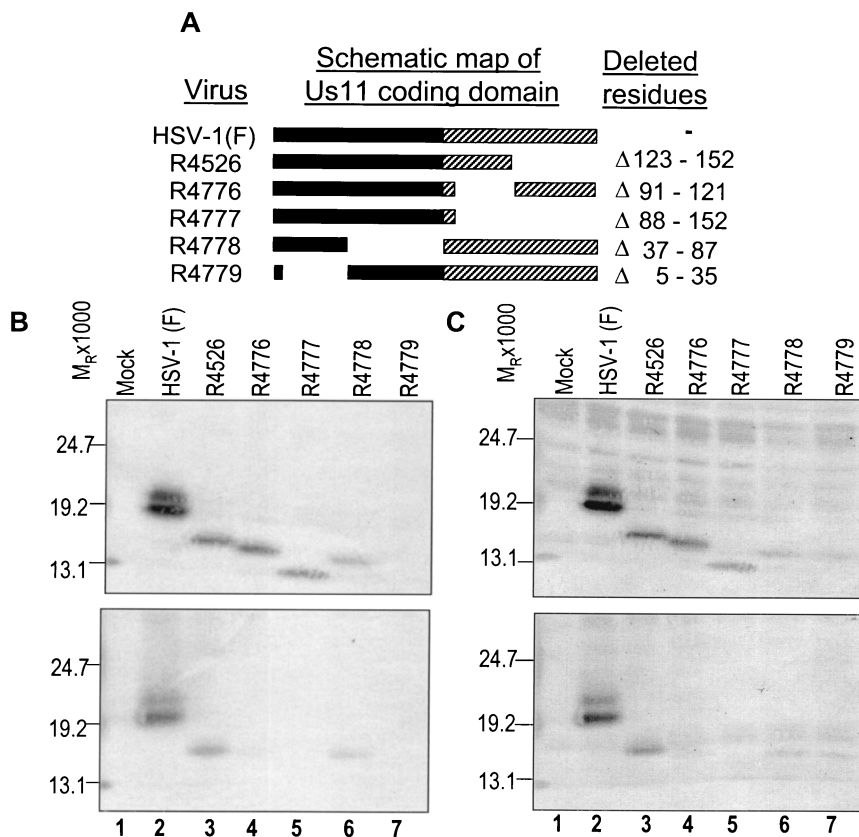 A
Virus
Schematic map of
Us11 coding domain
Deleted
residues
HSV-1(F) -
R4526 Δ 123 - 152
R4776 Δ 91 - 121
R4777 Δ 88 - 152
R4778 Δ 37 - 87
R4779 Δ 5 - 35
B
MRx1000
Mock
HSV-1 (F)
R4526
R4776
R4777
R4778
R4779
24.7
19.2
13.1
24.7
19.2
13.1
1 2 3 4 5 6 7
C
MRx1000
Mock
HSV-1 (F)
R4526
R4776
R4777
R4778
R4779
24.7
19.2
13.1
24.7
19.2
13.1
1 2 3 4 5 6 7